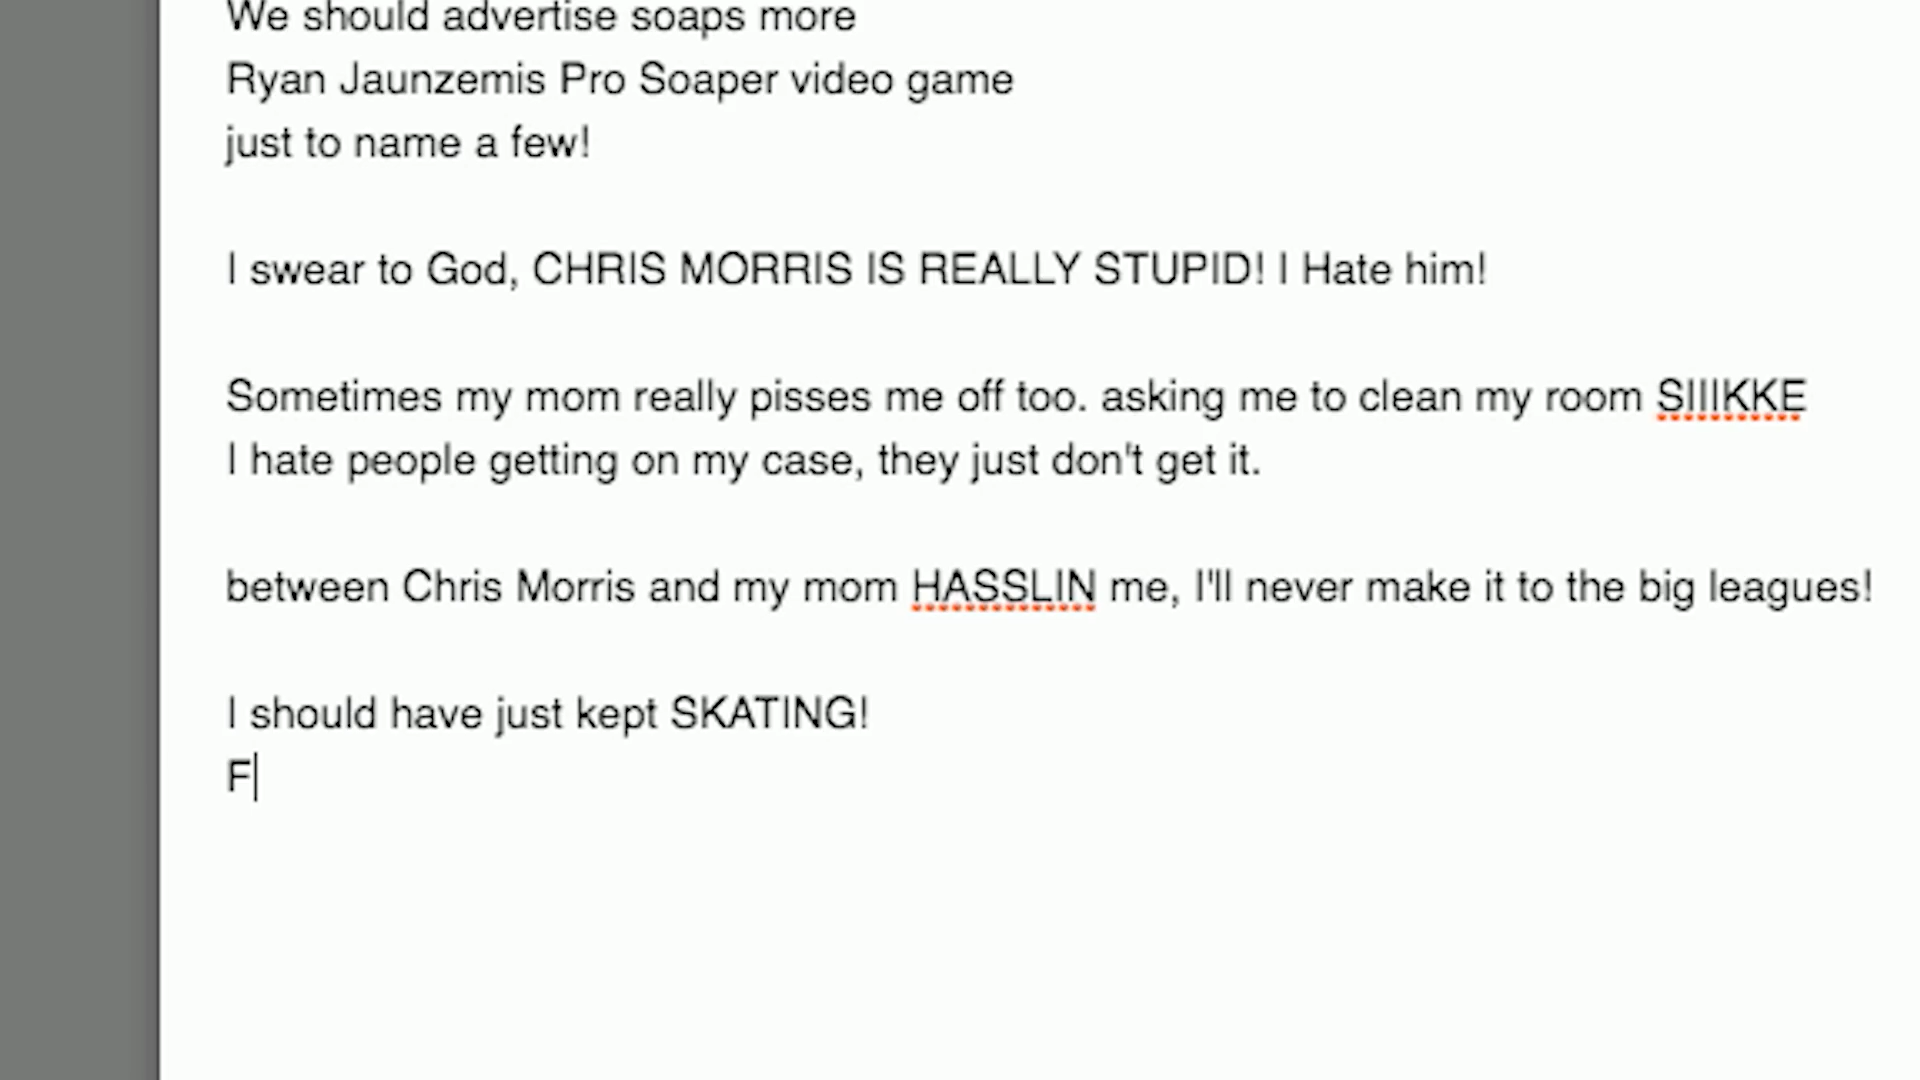 We should advertise soaps more
Ryan Jaunzemis Pro Soaper video game
just to name a few!
I swear to God, CHRIS MORRIS IS REALLY STUPID! I Hate him!
Sometimes my mom really pisses me off too. asking me to clean my room SIIIKKE
I hate people getting on my case, they just don't get it.
between Chris Morris and my mom HASSLIN me, I'll never make it to the big leagues!
I should have just kept SKATING!
F